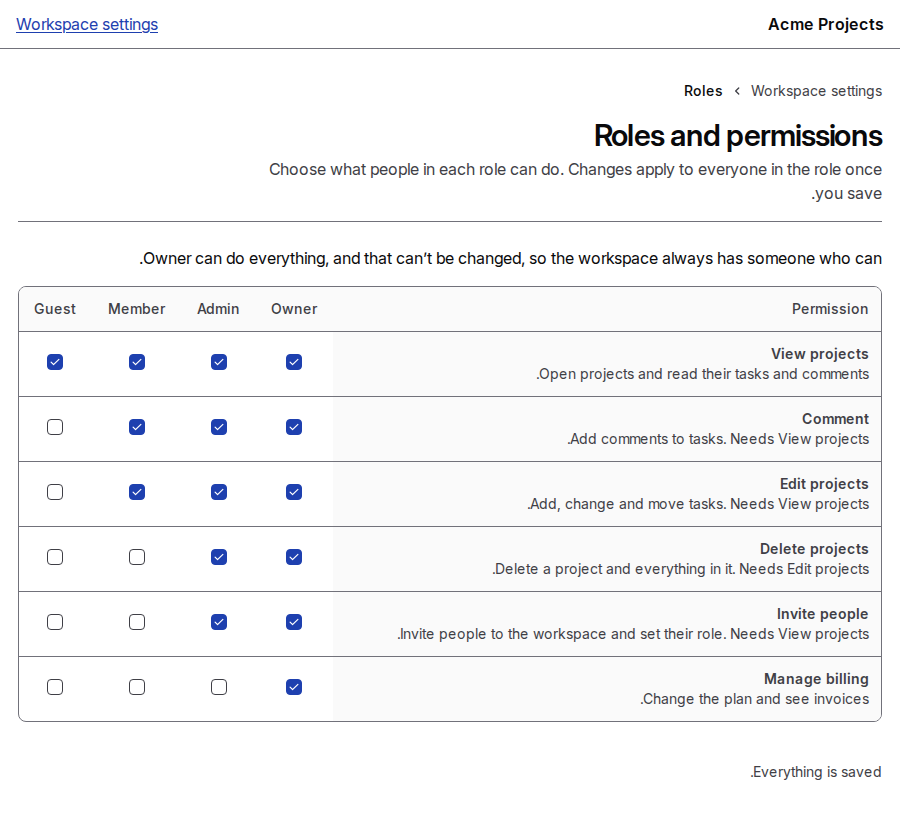 Acme Projects
Workspace settings
Workspace settings ‹ Roles
Roles and permissions
Choose what people in each role can do. Changes apply to everyone in the role once
.you save
.Owner can do everything, and that can’t be changed, so the workspace always has someone who can
Permission Owner Admin Member Guest
View projects
.Open projects and read their tasks and comments
Comment
.Add comments to tasks. Needs View projects
Edit projects
.Add, change and move tasks. Needs View projects
Delete projects
.Delete a project and everything in it. Needs Edit projects
Invite people
.Invite people to the workspace and set their role. Needs View projects
Manage billing
.Change the plan and see invoices
.Everything is saved